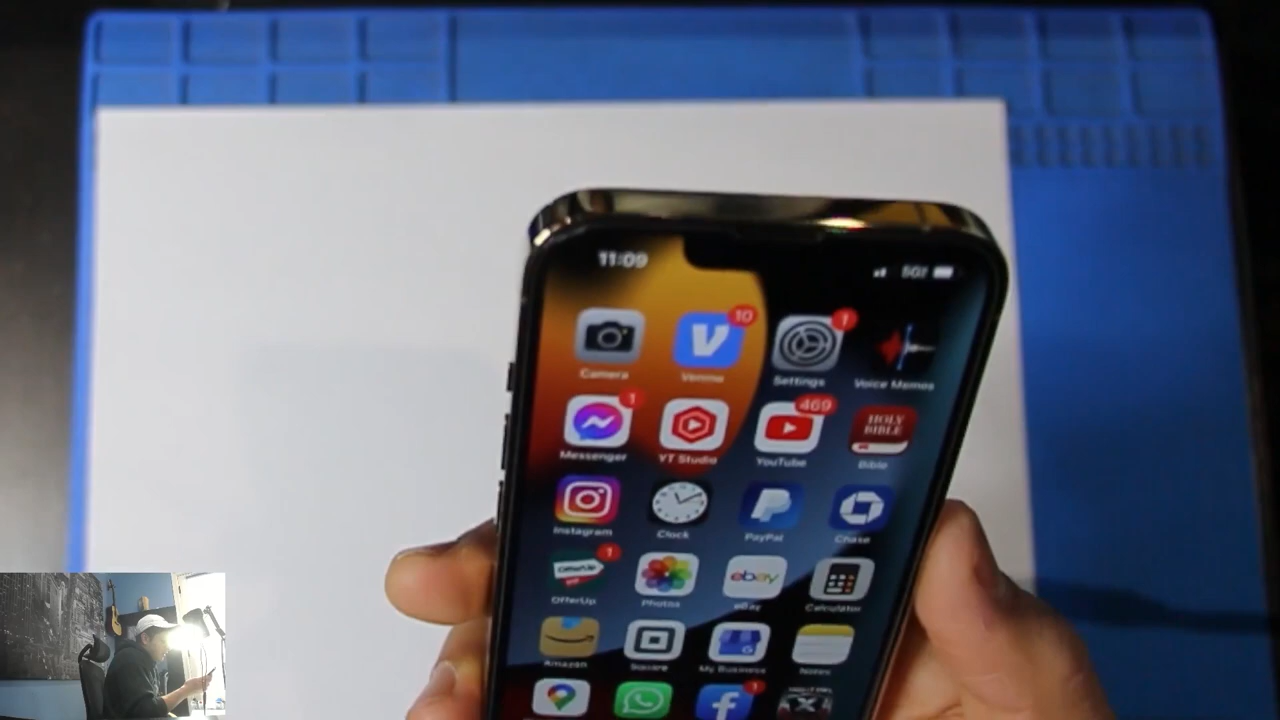 11:09 5G
10 1
Camera Venmo Settings Voice Memos
1 469 HOLY BIBLE
Messenger VT Studio YouTube Bible
Instagram Clock PayPal Chase
1 ebay
OfferUp Photos eBay Calculator
Amazon Square My Business Notes
1